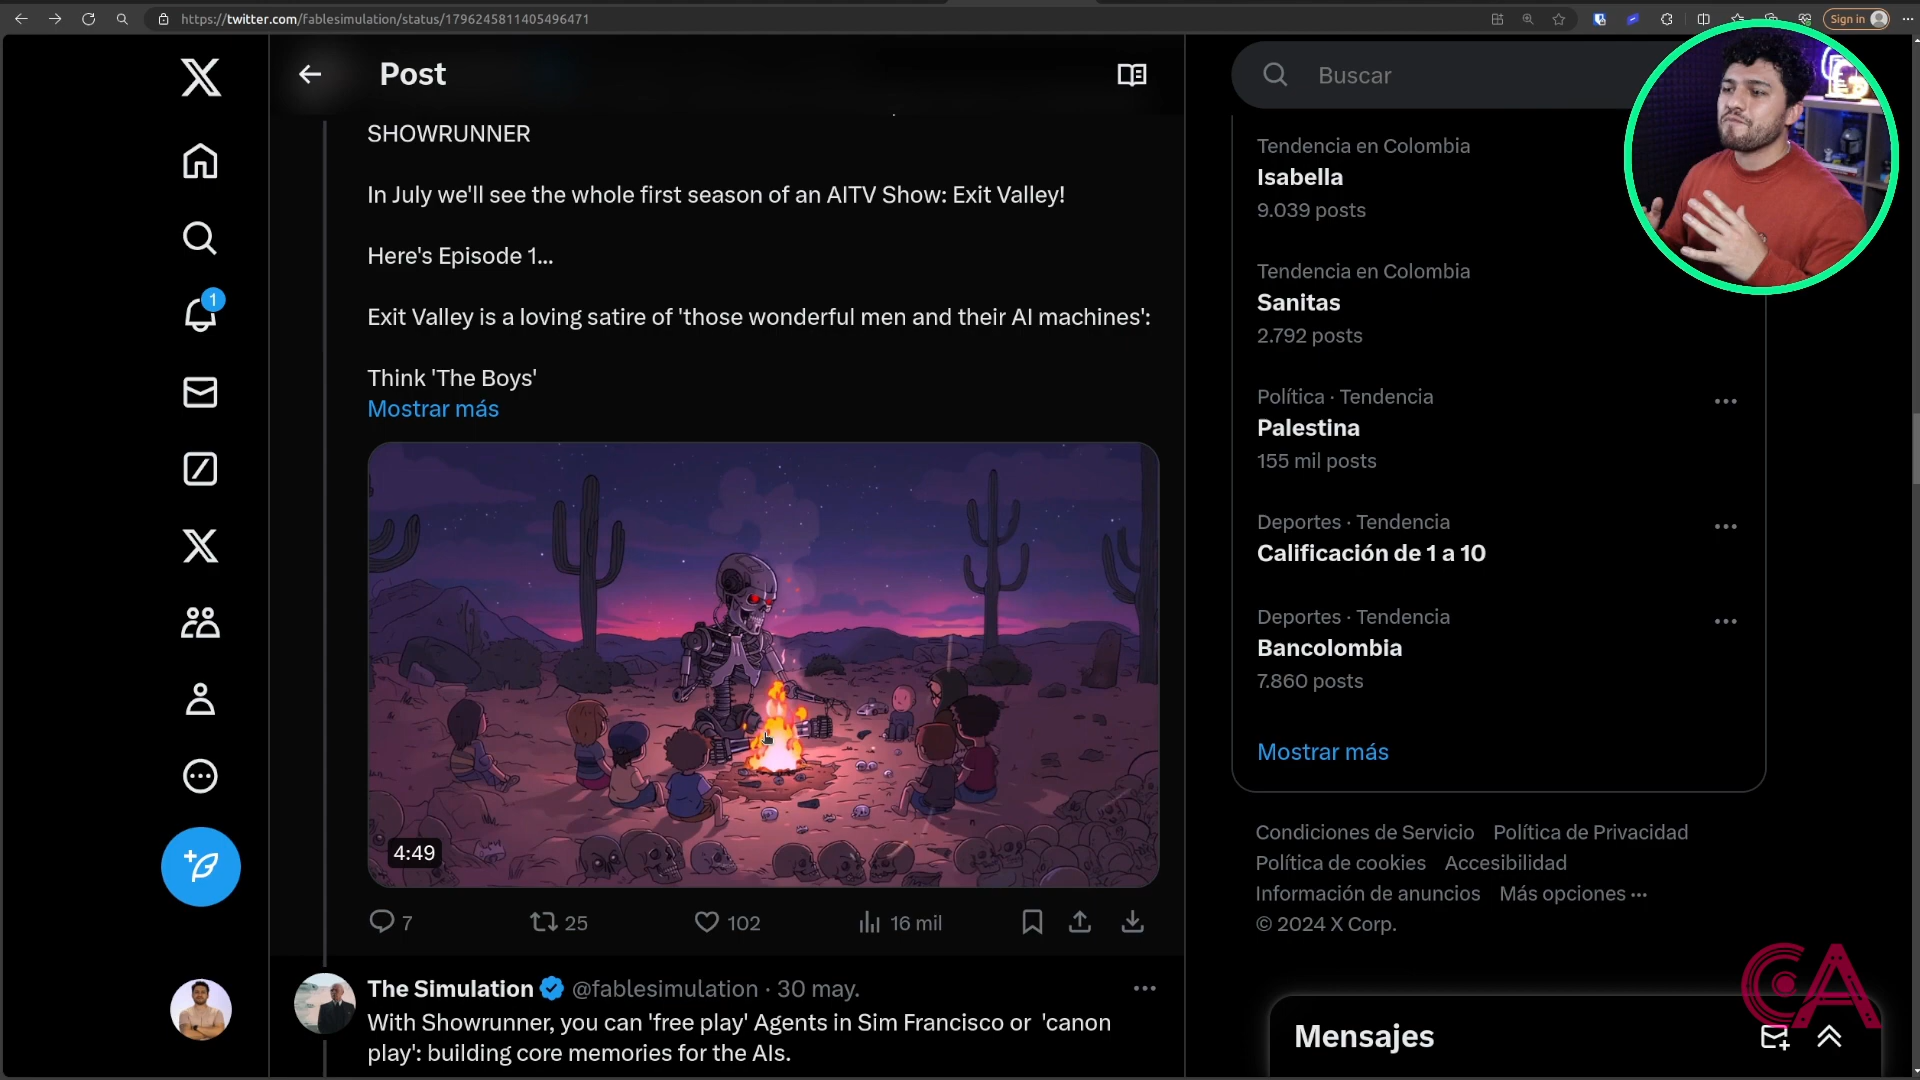 https://twitter.com/fablesimulation/status/1796245811405496471
Sign in
Post
Buscar
SHOWRUNNER
In July we'll see the whole first season of an AITV Show: Exit Valley!
Here's Episode 1...
Exit Valley is a loving satire of 'those wonderful men and their AI machines':
Think 'The Boys'
Mostrar más
4:49
7
25
102
16 mil
The Simulation @fablesimulation · 30 may.
With Showrunner, you can 'free play' Agents in Sim Francisco or 'canon
play': building core memories for the AIs.
1
Tendencia en Colombia
Isabella
9.039 posts
Tendencia en Colombia
Sanitas
2.792 posts
Política · Tendencia
Palestina
155 mil posts
Deportes · Tendencia
Calificación de 1 a 10
Deportes · Tendencia
Bancolombia
7.860 posts
Mostrar más
Condiciones de Servicio Política de Privacidad
Política de cookies Accesibilidad
Información de anuncios Más opciones ···
© 2024 X Corp.
Mensajes
CA